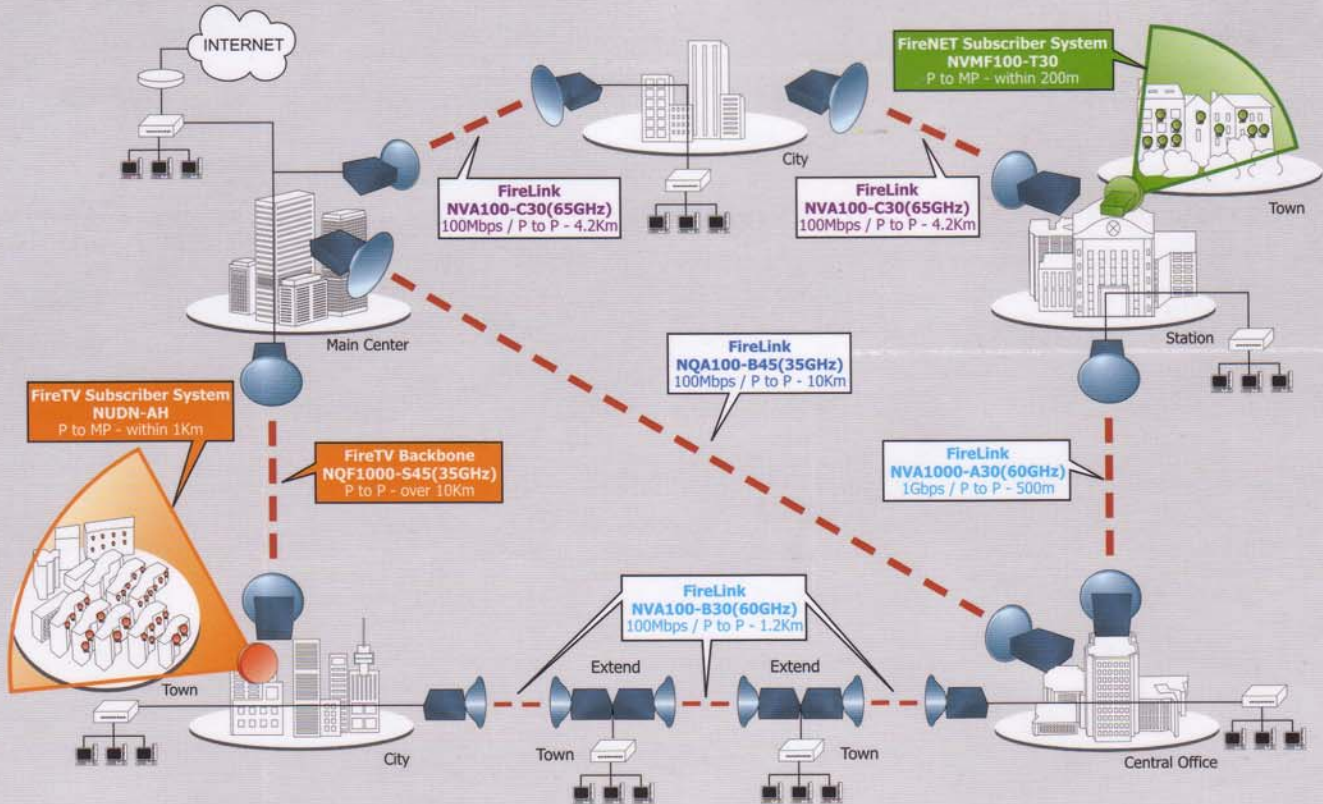 INTERNET
FireNET Subscriber System
NVMF100-T30
P to MP - within 200m
City
Town
FireLink
NVA100-C30(65GHz)
100Mbps / P to P - 4.2Km
FireLink
NVA100-C30(65GHz)
100Mbps / P to P - 4.2Km
Main Center
Station
FireLink
NQA100-B45(35GHz)
100Mbps / P to P - 10Km
FireTV Subscriber System
NUDN-AH
P to MP - within 1Km
FireTV Backbone
NQF1000-S45(35GHz)
P to P - over 10Km
FireLink
NVA1000-A30(60GHz)
1Gbps / P to P - 500m
FireLink
NVA100-B30(60GHz)
100Mbps / P to P - 1.2Km
Extend
Extend
Town
Town
Town
City
Central Office